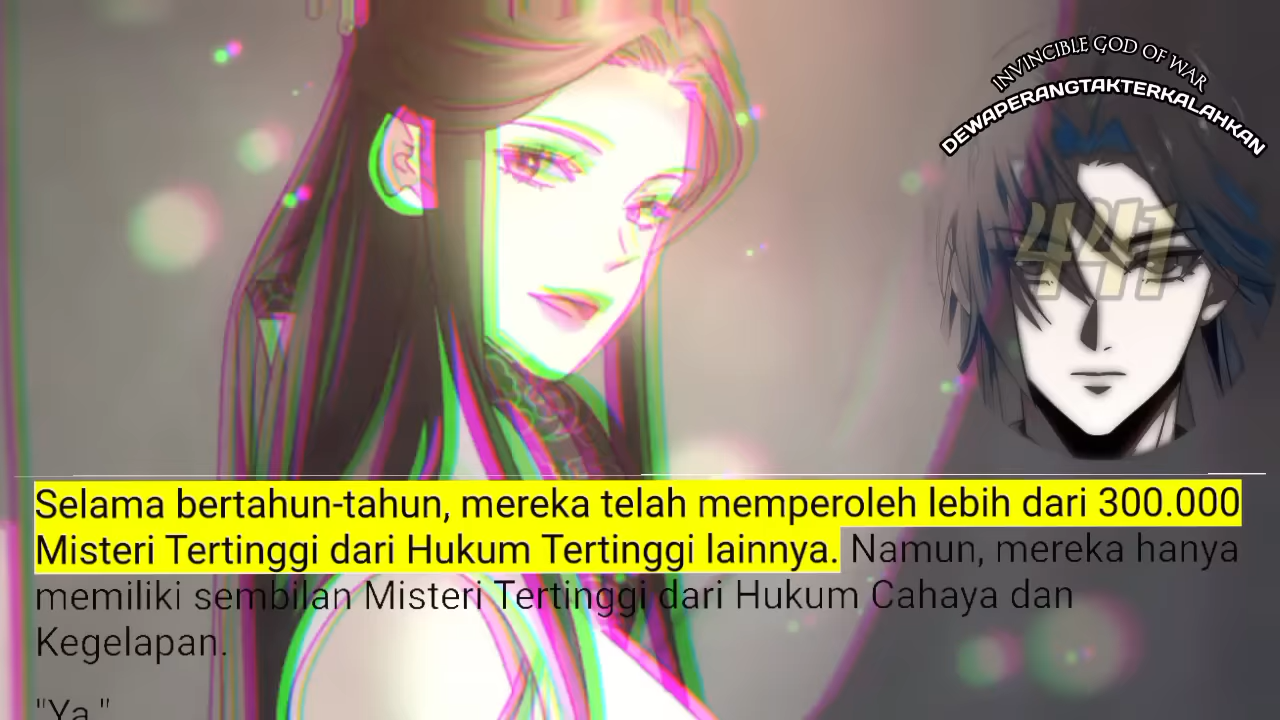 INVINCIBLE GOD OF WAR
DEWAPERANGTAKTERKALAHKAN
441
Selama bertahun-tahun, mereka telah memperoleh lebih dari 300.000
Misteri Tertinggi dari Hukum Tertinggi lainnya. Namun, mereka hanya
memiliki sembilan Misteri Tertinggi dari Hukum Cahaya dan
Kegelapan.
"Ya."